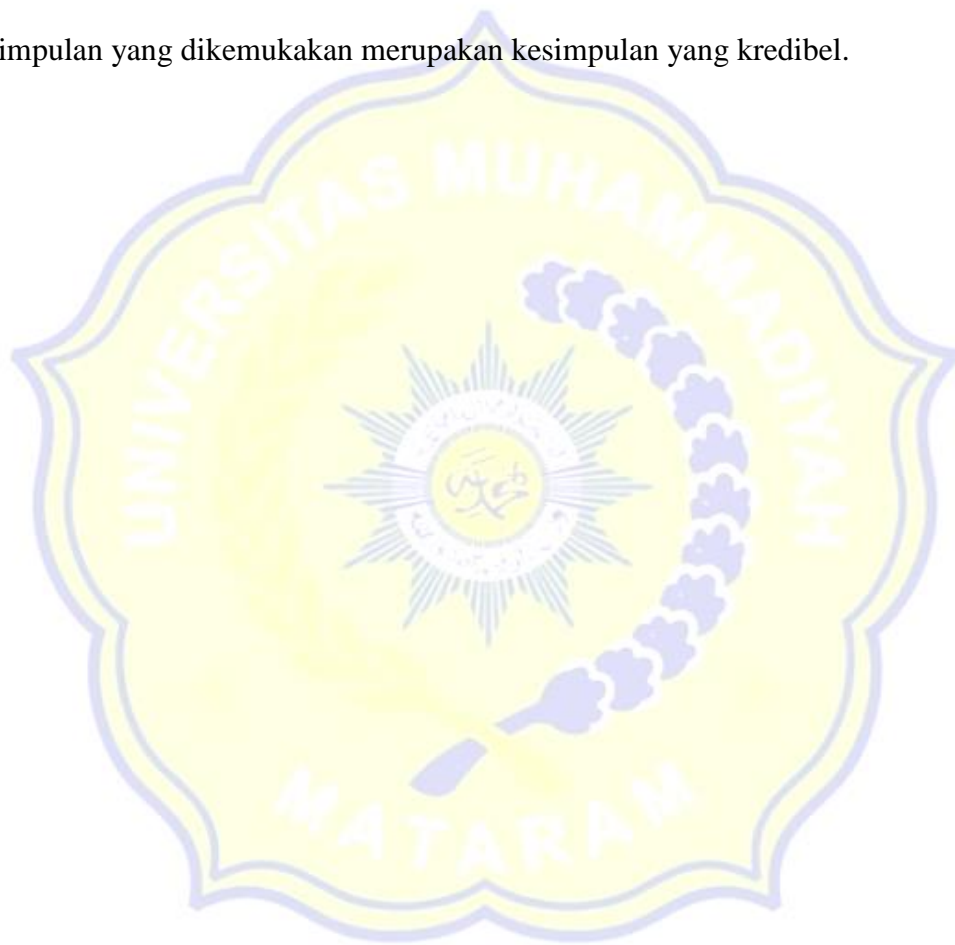 impulan yang dikemukakan merupakan kesimpulan yang kredibel.
UNIVERSITAS MUHAMMADIYAH
MATARAM